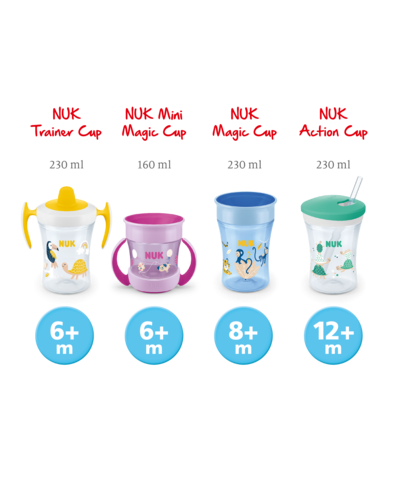 NUK
Trainer Cup
NUK Mini
Magic Cup
NUK
Magic Cup
NUK
Action Cup
230 ml
160 ml
230 ml
230 ml
NUK
NUK
NUK
NUK
6+
m
6+
m
8+
m
12+
m